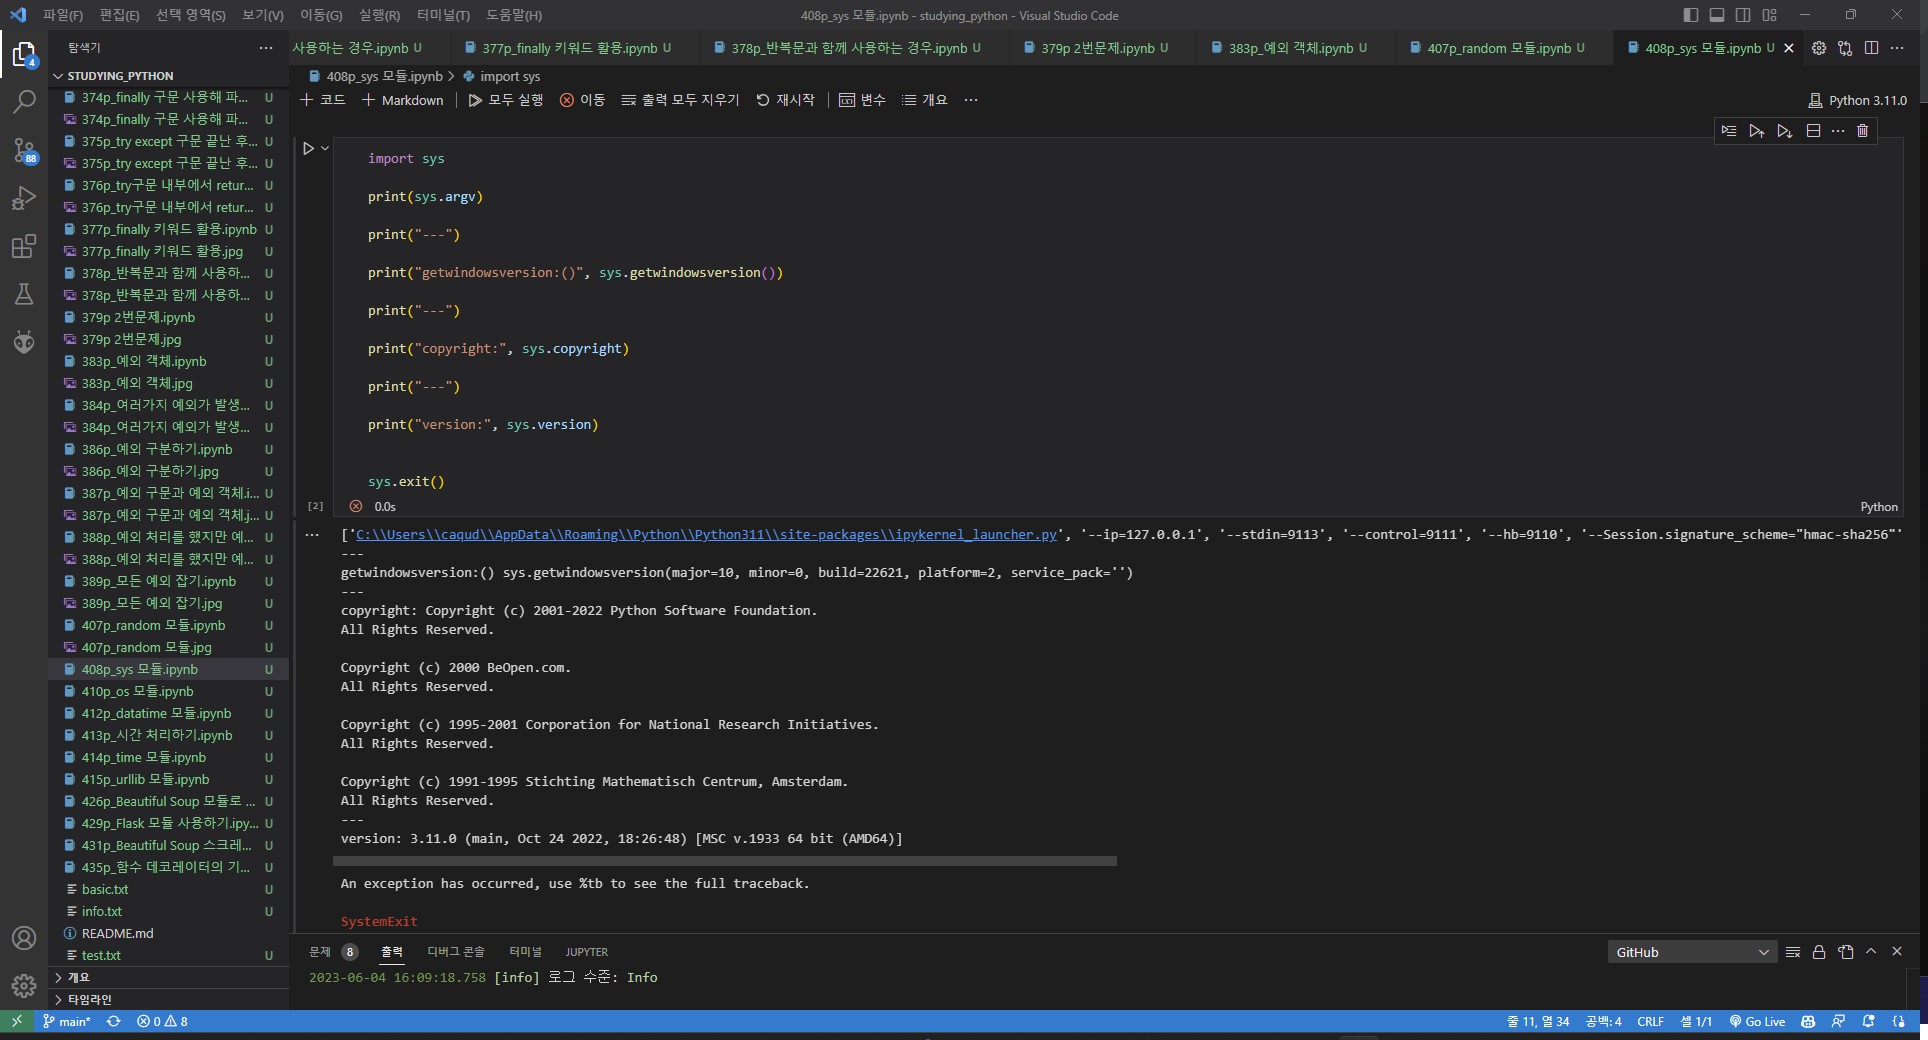 파일(F) 편집(E) 선택 영역(S) 보기(V) 이동(G) 실행(R) 터미널(T) 도움말(H) 408p_sys 모듈.ipynb - studying_python - Visual Studio Code
탐색기
STUDYING_PYTHON
374p_finally 구문 사용해 파... U
374p_finally 구문 사용해 파... U
375p_try except 구문 끝난 후... U
375p_try except 구문 끝난 후... U
376p_try구문 내부에서 retur... U
376p_try구문 내부에서 retur... U
377p_finally 키워드 활용.ipynb U
377p_finally 키워드 활용.jpg U
378p_반복문과 함께 사용하... U
378p_반복문과 함께 사용하... U
379p 2번문제.ipynb U
379p 2번문제.jpg U
383p_예외 객체.ipynb U
383p_예외 객체.jpg U
384p_여러가지 예외가 발생... U
384p_여러가지 예외가 발생... U
386p_예외 구분하기.ipynb U
386p_예외 구분하기.jpg U
387p_예외 구문과 예외 객체.i... U
387p_예외 구문과 예외 객체.j... U
388p_예외 처리를 했지만 예... U
388p_예외 처리를 했지만 예... U
389p_모든 예외 잡기.ipynb U
389p_모든 예외 잡기.jpg U
407p_random 모듈.ipynb U
407p_random 모듈.jpg U
408p_sys 모듈.ipynb U
410p_os 모듈.ipynb U
412p_datatime 모듈.ipynb U
413p_시간 처리하기.ipynb U
414p_time 모듈.ipynb U
415p_urllib 모듈.ipynb U
426p_Beautiful Soup 모듈로 ... U
429p_Flask 모듈 사용하기.ipy... U
431p_Beautiful Soup 스크레... U
435p_함수 데코레이터의 기... U
basic.txt U
info.txt U
README.md
test.txt U
개요
타임라인
4
88
사용하는 경우.ipynb U 377p_finally 키워드 활용.ipynb U 378p_반복문과 함께 사용하는 경우.ipynb U 379p 2번문제.ipynb U 383p_예외 객체.ipynb U 407p_random 모듈.ipynb U 408p_sys 모듈.ipynb U
408p_sys 모듈.ipynb > import sys
코드 Markdown 모두 실행 이동 출력 모두 지우기 재시작 변수 개요 ... Python 3.11.0
import sys
print(sys.argv)
print("---")
print("getwindowsversion:()", sys.getwindowsversion())
print("---")
print("copyright:", sys.copyright)
print("---")
print("version:", sys.version)
sys.exit()
[2] 0.0s Python
['C:\\Users\\caqud\\AppData\\Roaming\\Python\\Python311\\site-packages\\ipykernel_launcher.py', '--ip=127.0.0.1', '--stdin=9113', '--control=9111', '--hb=9110', '--Session.signature_scheme="hmac-sha256"'
---
getwindowsversion:() sys.getwindowsversion(major=10, minor=0, build=22621, platform=2, service_pack='')
---
copyright: Copyright (c) 2001-2022 Python Software Foundation.
All Rights Reserved.
Copyright (c) 2000 BeOpen.com.
All Rights Reserved.
Copyright (c) 1995-2001 Corporation for National Research Initiatives.
All Rights Reserved.
Copyright (c) 1991-1995 Stichting Mathematisch Centrum, Amsterdam.
All Rights Reserved.
---
version: 3.11.0 (main, Oct 24 2022, 18:26:48) [MSC v.1933 64 bit (AMD64)]
An exception has occurred, use %tb to see the full traceback.
SystemExit
문제 8 출력 디버그 콘솔 터미널 JUPYTER GitHub
2023-06-04 16:09:18.758 [info] 로그 수준: Info
main* 0 8 줄 11, 열 34 공백: 4 CRLF 셀 1/1 Go Live